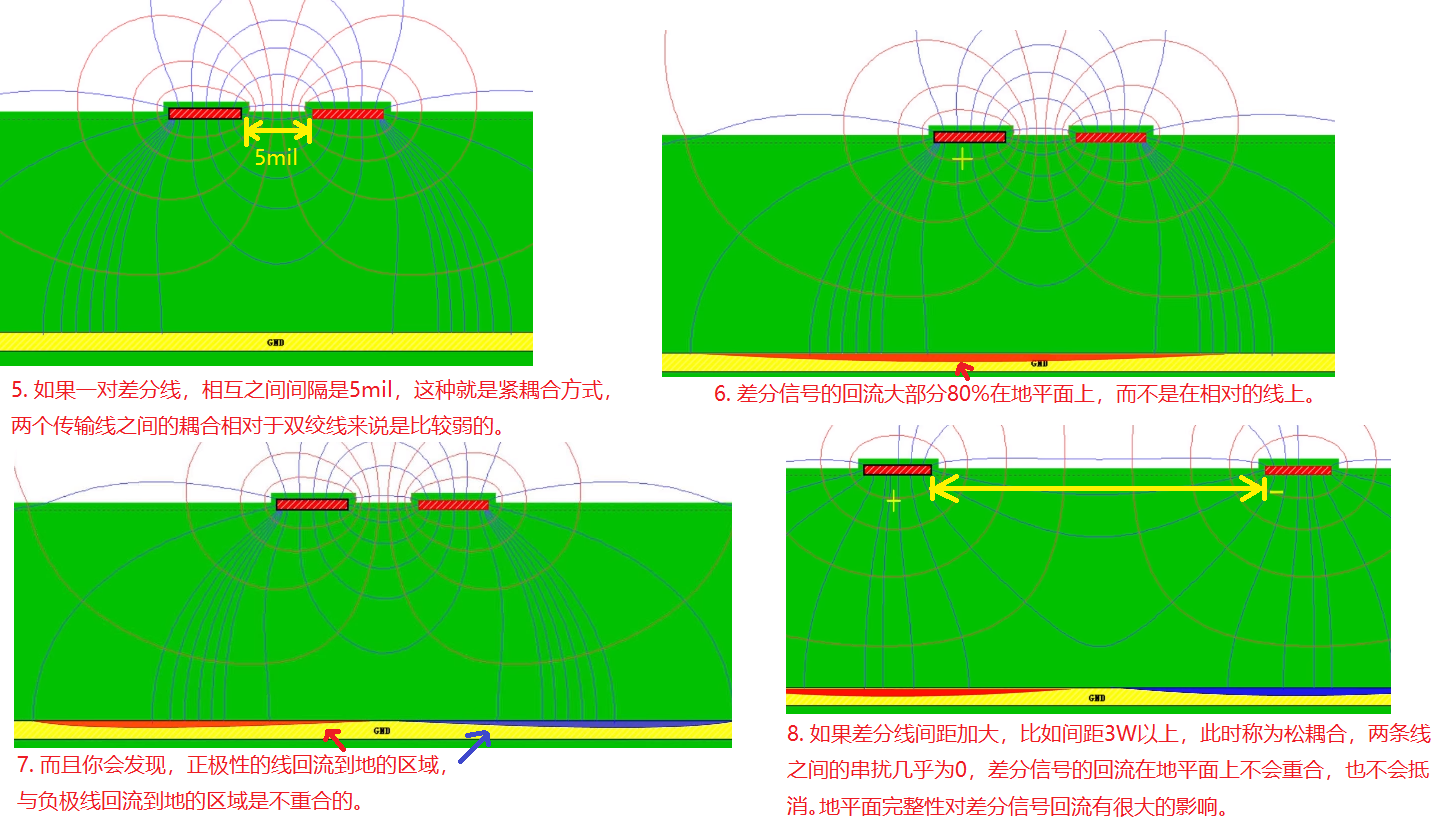 5mil
GND
5. 如果一对差分线，相互之间间隔是5mil，这种就是紧耦合方式，
两个传输线之间的耦合相对于双绞线来说是比较弱的。
+
GND
6. 差分信号的回流大部分80%在地平面上，而不是在相对的线上。
GND
7. 而且你会发现，正极性的线回流到地的区域，
与负极线回流到地的区域是不重合的。
+
-
GND
8. 如果差分线间距加大，比如间距3W以上，此时称为松耦合，两条线
之间的串扰几乎为0，差分信号的回流在地平面上不会重合，也不会抵
消。地平面完整性对差分信号回流有很大的影响。